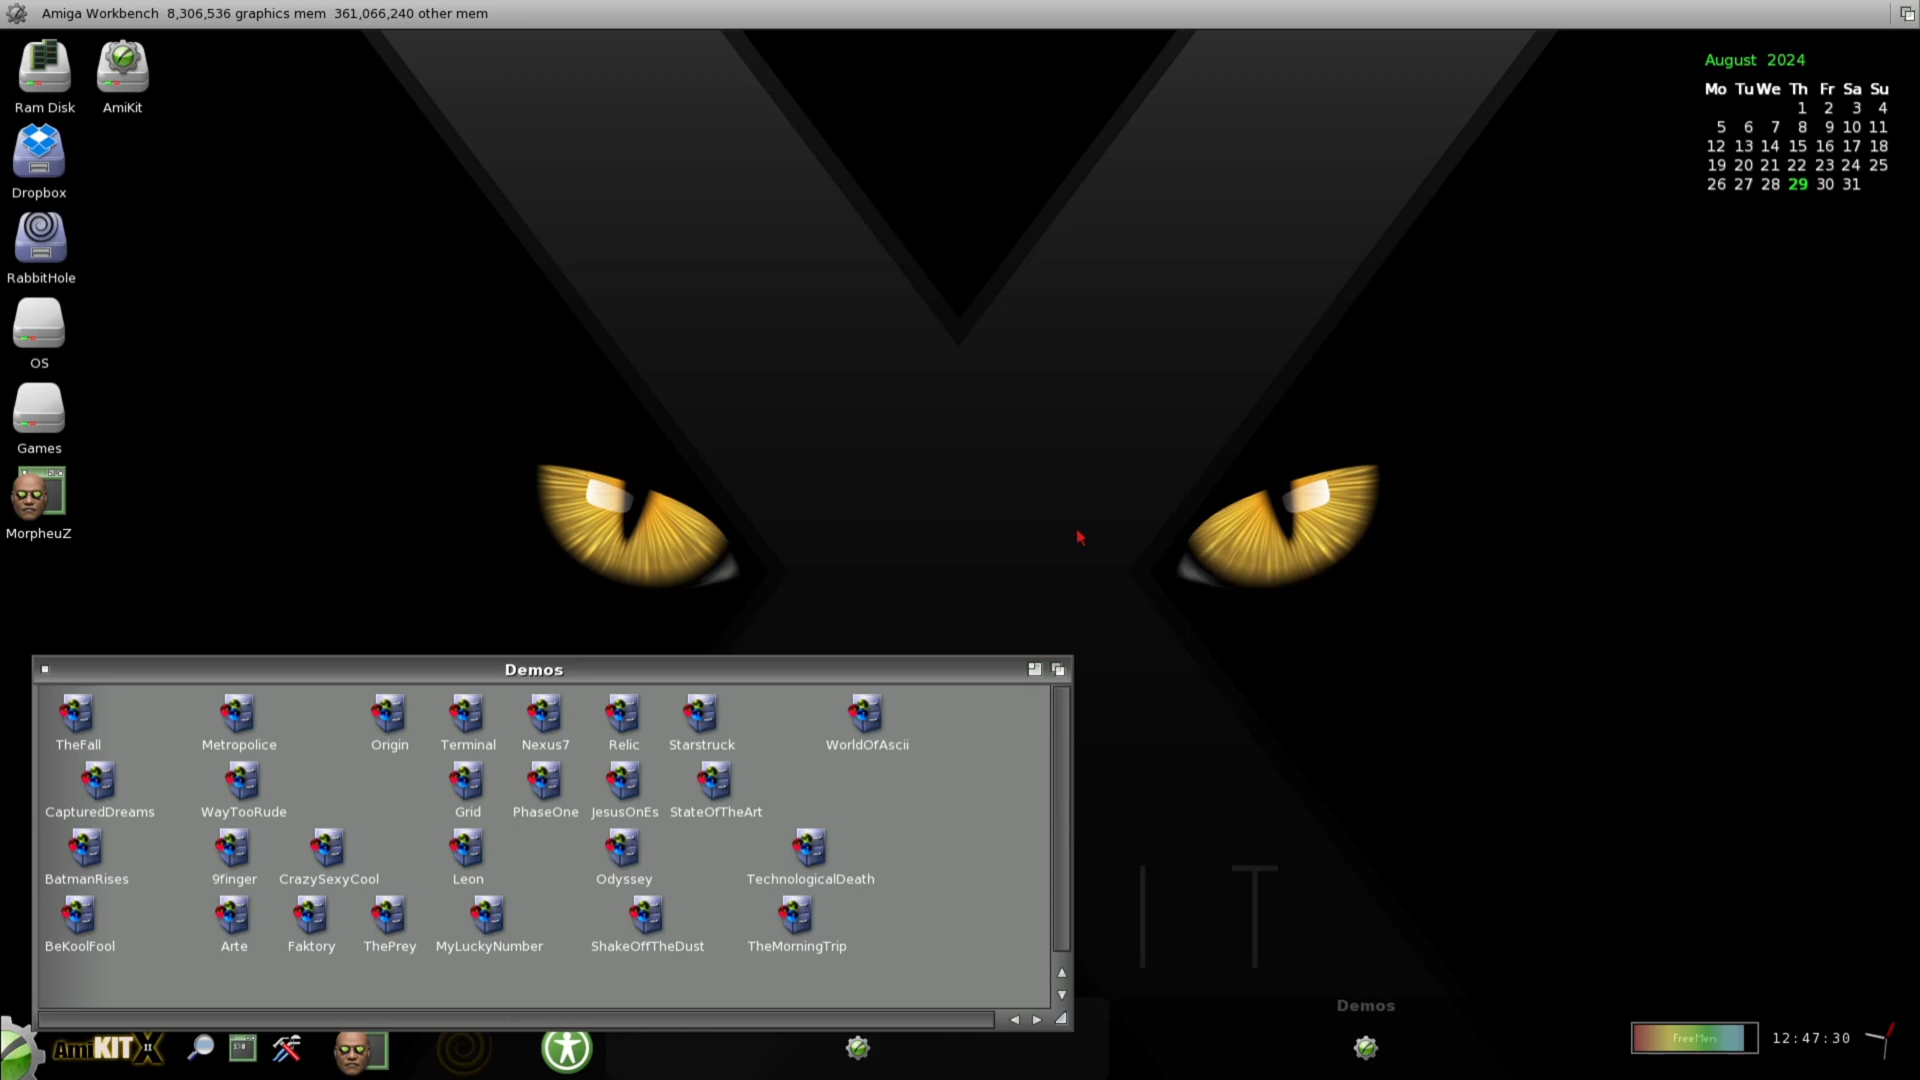 Amiga Workbench 8,306,536 graphics mem 361,066,240 other mem
Ram Disk
AmiKit
Dropbox
RabbitHole
OS
Games
MorpheuZ
August 2024
Mo Tu We Th Fr Sa Su
1 2 3 4
5 6 7 8 9 10 11
12 13 14 15 16 17 18
19 20 21 22 23 24 25
26 27 28 29 30 31
Demos
TheFall Metropolice Origin Terminal Nexus7 Relic Starstruck WorldOfAscii
CapturedDreams WayTooRude Grid PhaseOne JesusOnEs StateOfTheArt
BatmanRises 9finger CrazySexyCool Leon Odyssey TechnologicalDeath
BeKoolFool Arte Faktory ThePrey MyLuckyNumber ShakeOffTheDust TheMorningTrip
I T
AmiKIT X II
Demos
FreeMem
12:47:30